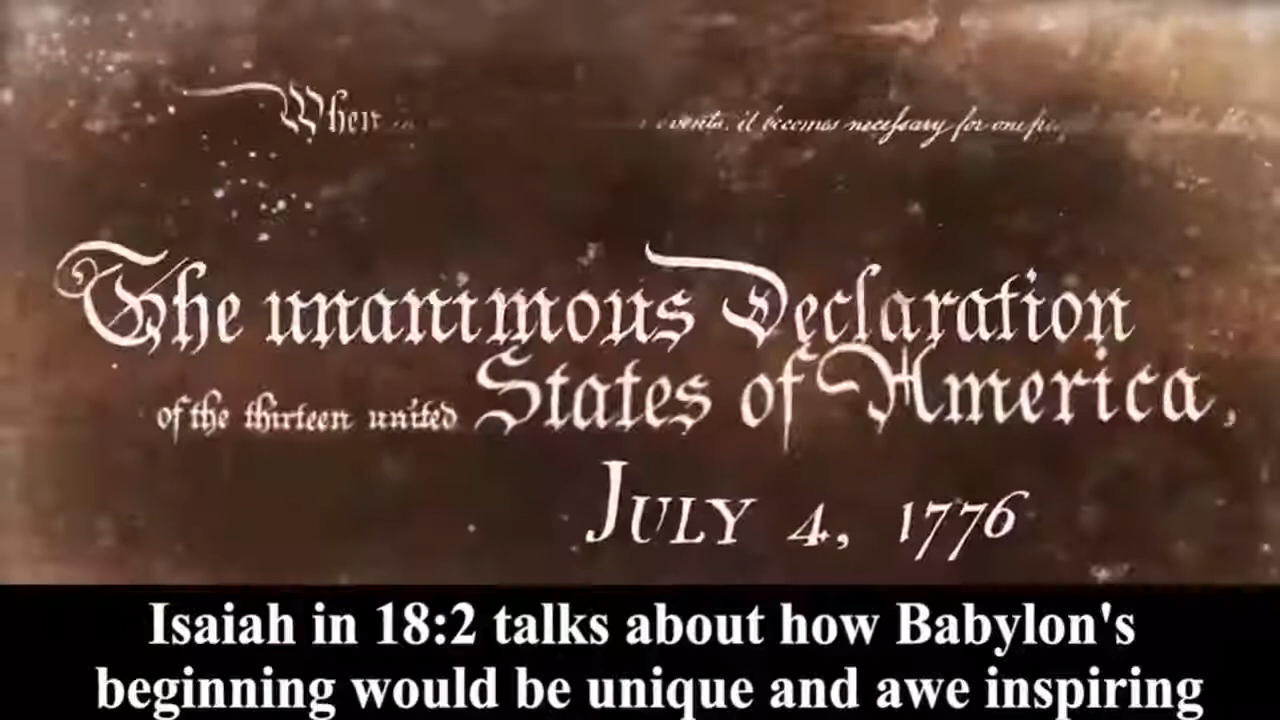 When
events, it becomes necessary for one
The unanimous Declaration
of the thirteen united States of America,
JULY 4, 1776
Isaiah in 18:2 talks about how Babylon's
beginning would be unique and awe inspiring